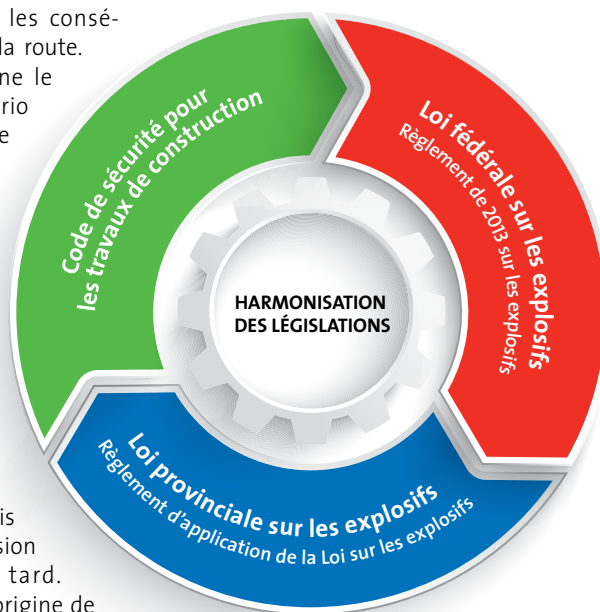 les consé-
la route.
ne le
rio
e
Code de sécurité pour
les travaux de construction
Loi fédérale sur les explosifs
Règlement de 2013 sur les explosifs
HARMONISATION
DES LÉGISLATIONS
Loi provinciale sur les explosifs
Règlement d'application de la Loi sur les explosifs
is
sion
tard.
origine de